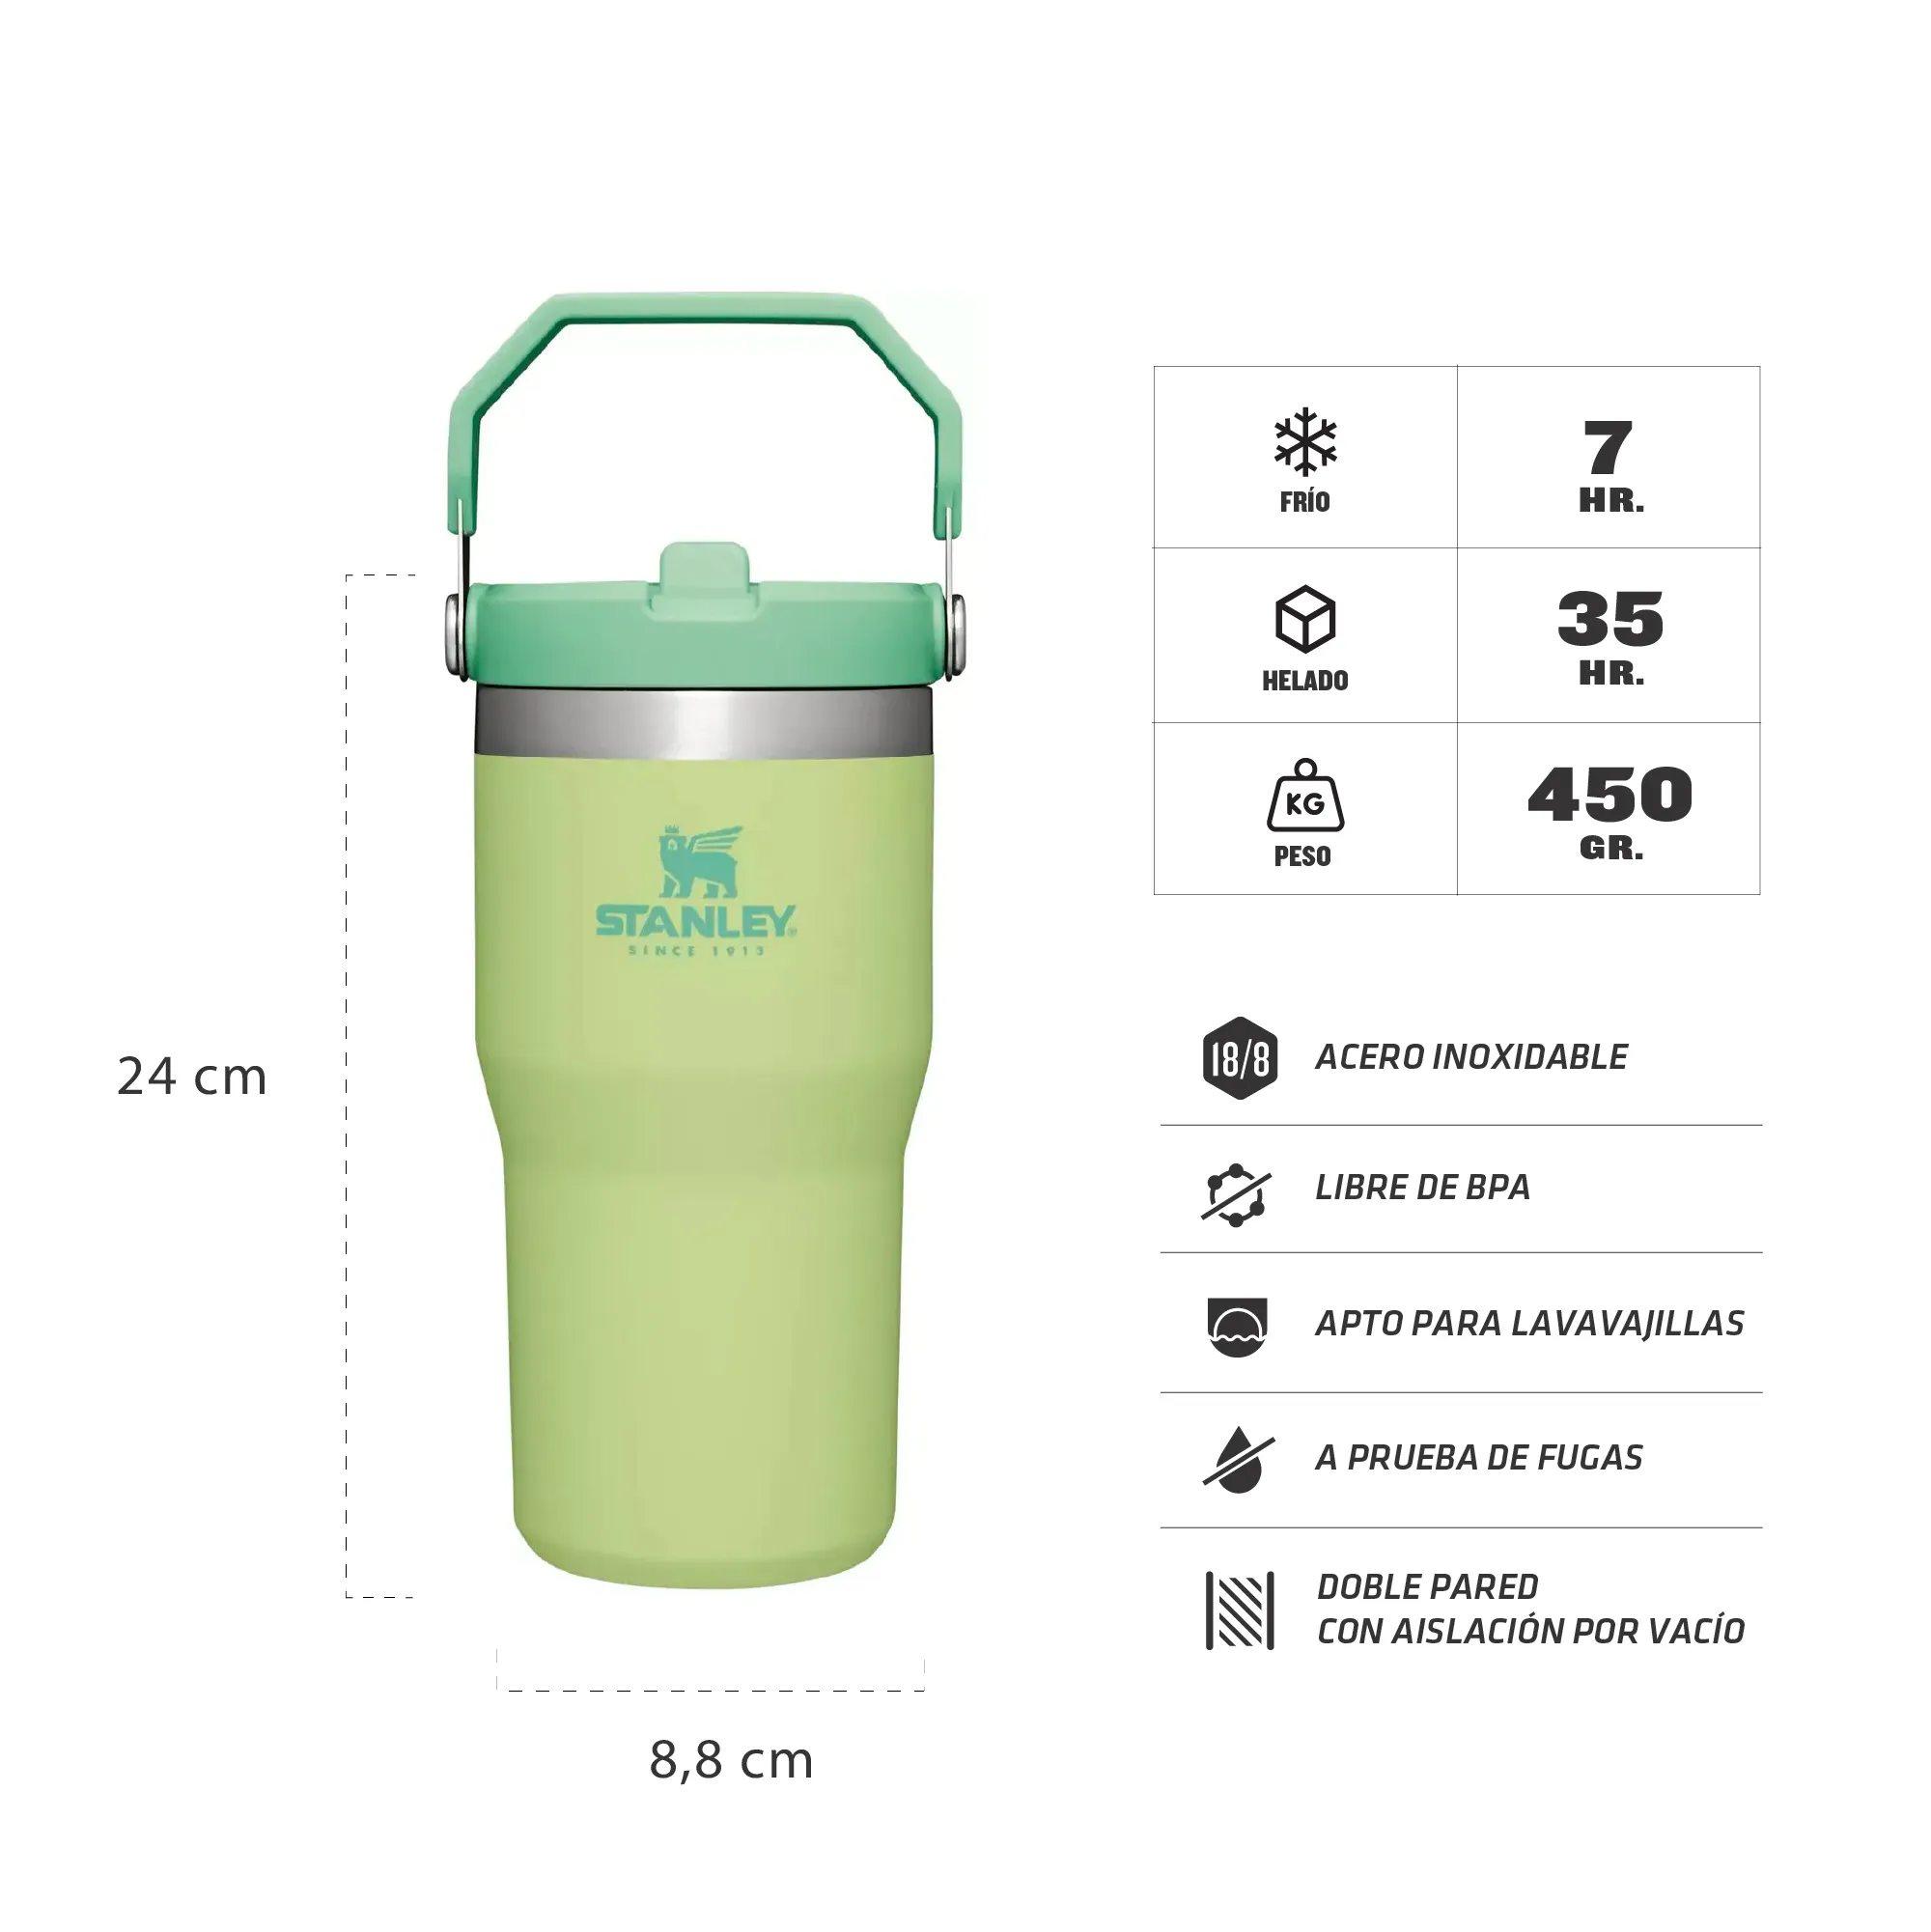 STANLEY®
SINCE 1913
24 cm
8,8 cm
FRÍO
7
HR.
HELADO
35
HR.
KG
PESO
450
GR.
18/8
ACERO INOXIDABLE
LIBRE DE BPA
APTO PARA LAVAVAJILLAS
A PRUEBA DE FUGAS
DOBLE PARED
CON AISLACIÓN POR VACÍO